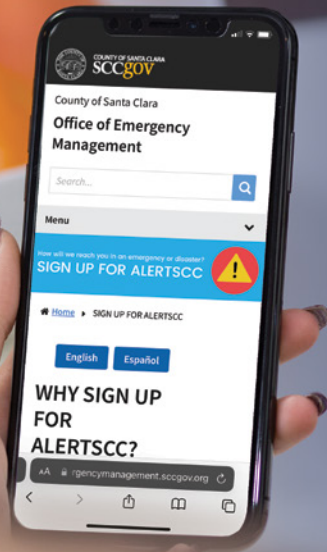 COUNTY OF SANTA CLARA
sccgov
County of Santa Clara
Office of Emergency
Management
Search...
Menu
How will we reach you in an emergency or disaster?
SIGN UP FOR ALERTSCC
Home ▸ SIGN UP FOR ALERTSCC
English Español
WHY SIGN UP
FOR
ALERTSCC?
AA rgencymanagement.sccgov.org